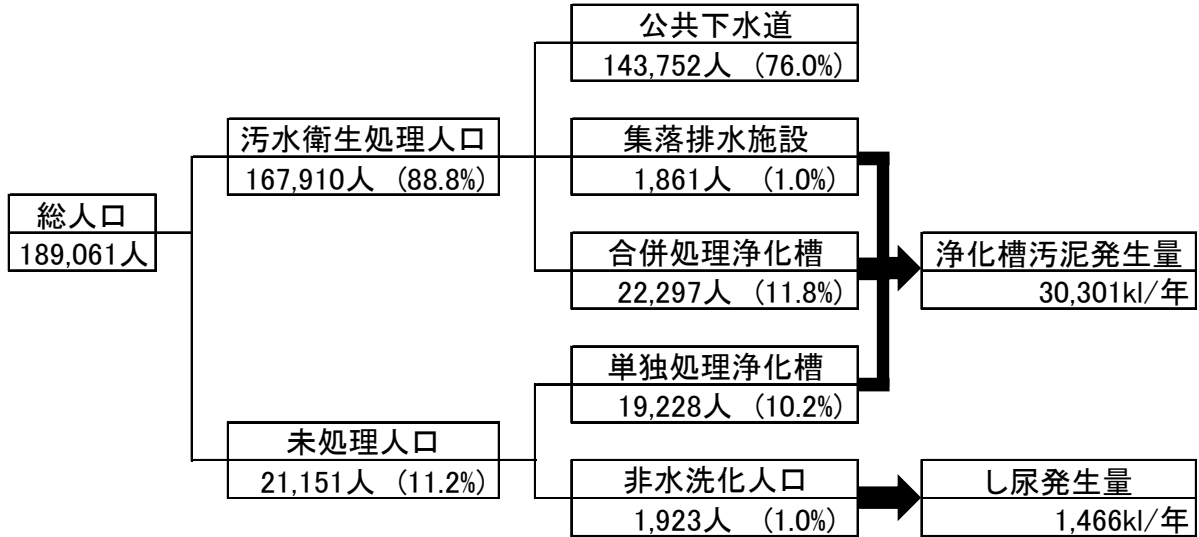 総人口
189,061人
汚水衛生処理人口
167,910人 (88.8%)
未処理人口
21,151人 (11.2%)
公共下水道
143,752人 (76.0%)
集落排水施設
1,861人 (1.0%)
合併処理浄化槽
22,297人 (11.8%)
単独処理浄化槽
19,228人 (10.2%)
非水洗化人口
1,923人 (1.0%)
浄化槽汚泥発生量
30,301kl/年
し尿発生量
1,466kl/年